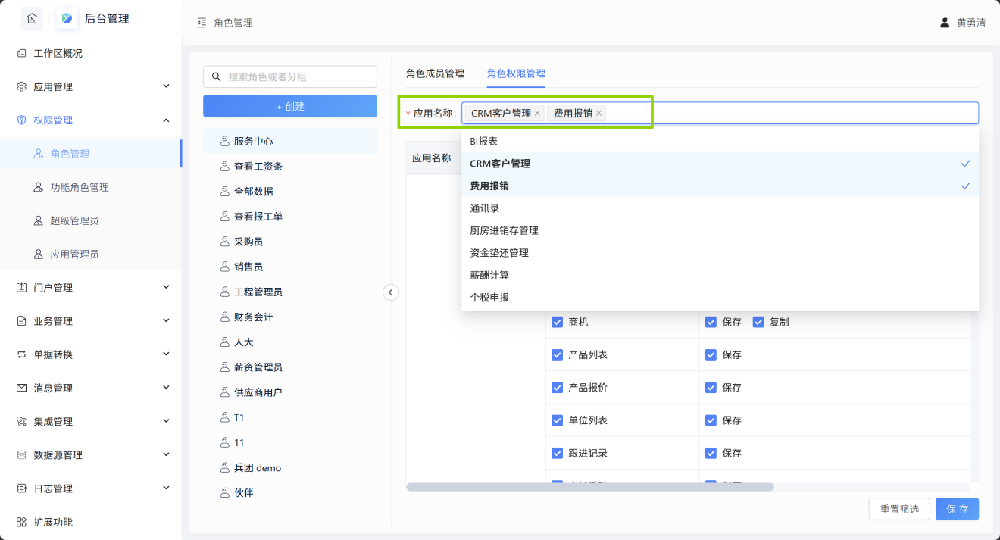 后台管理
角色管理
黄勇清
工作区概况
应用管理
权限管理
角色管理
功能角色管理
超级管理员
应用管理员
门户管理
业务管理
单据转换
消息管理
集成管理
数据源管理
日志管理
扩展功能
搜索角色或者分组
+ 创建
服务中心
查看工资条
全部数据
查看报工单
采购员
销售员
工程管理员
财务会计
人大
薪资管理员
供应商用户
T1
11
兵团 demo
伙伴
角色成员管理 角色权限管理
* 应用名称: CRM客户管理 × 费用报销 ×
应用名称
BI报表
CRM客户管理
费用报销
通讯录
厨房进销存管理
资金垫还管理
薪酬计算
个税申报
商机 保存 复制
产品列表 保存
产品报价 保存
单位列表 保存
跟进记录 保存
重置筛选 保存